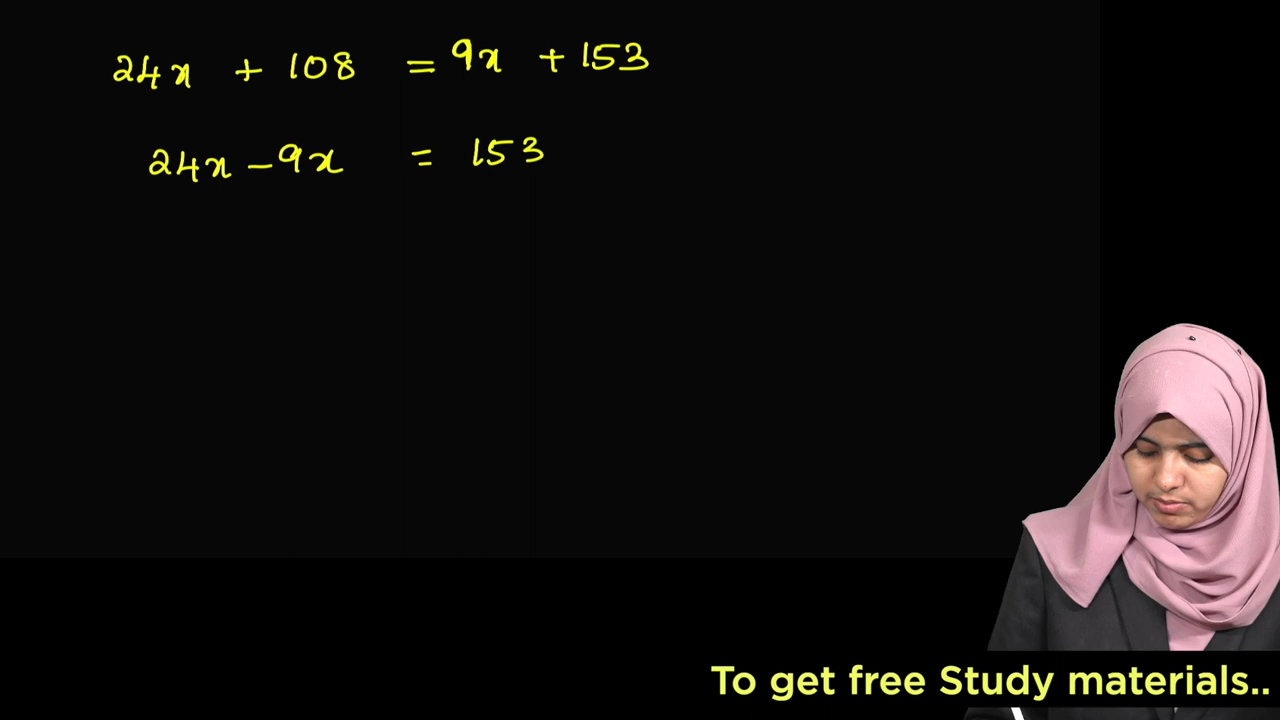 24x + 108 = 9x + 153
24x - 9x = 153
To get free Study materials..